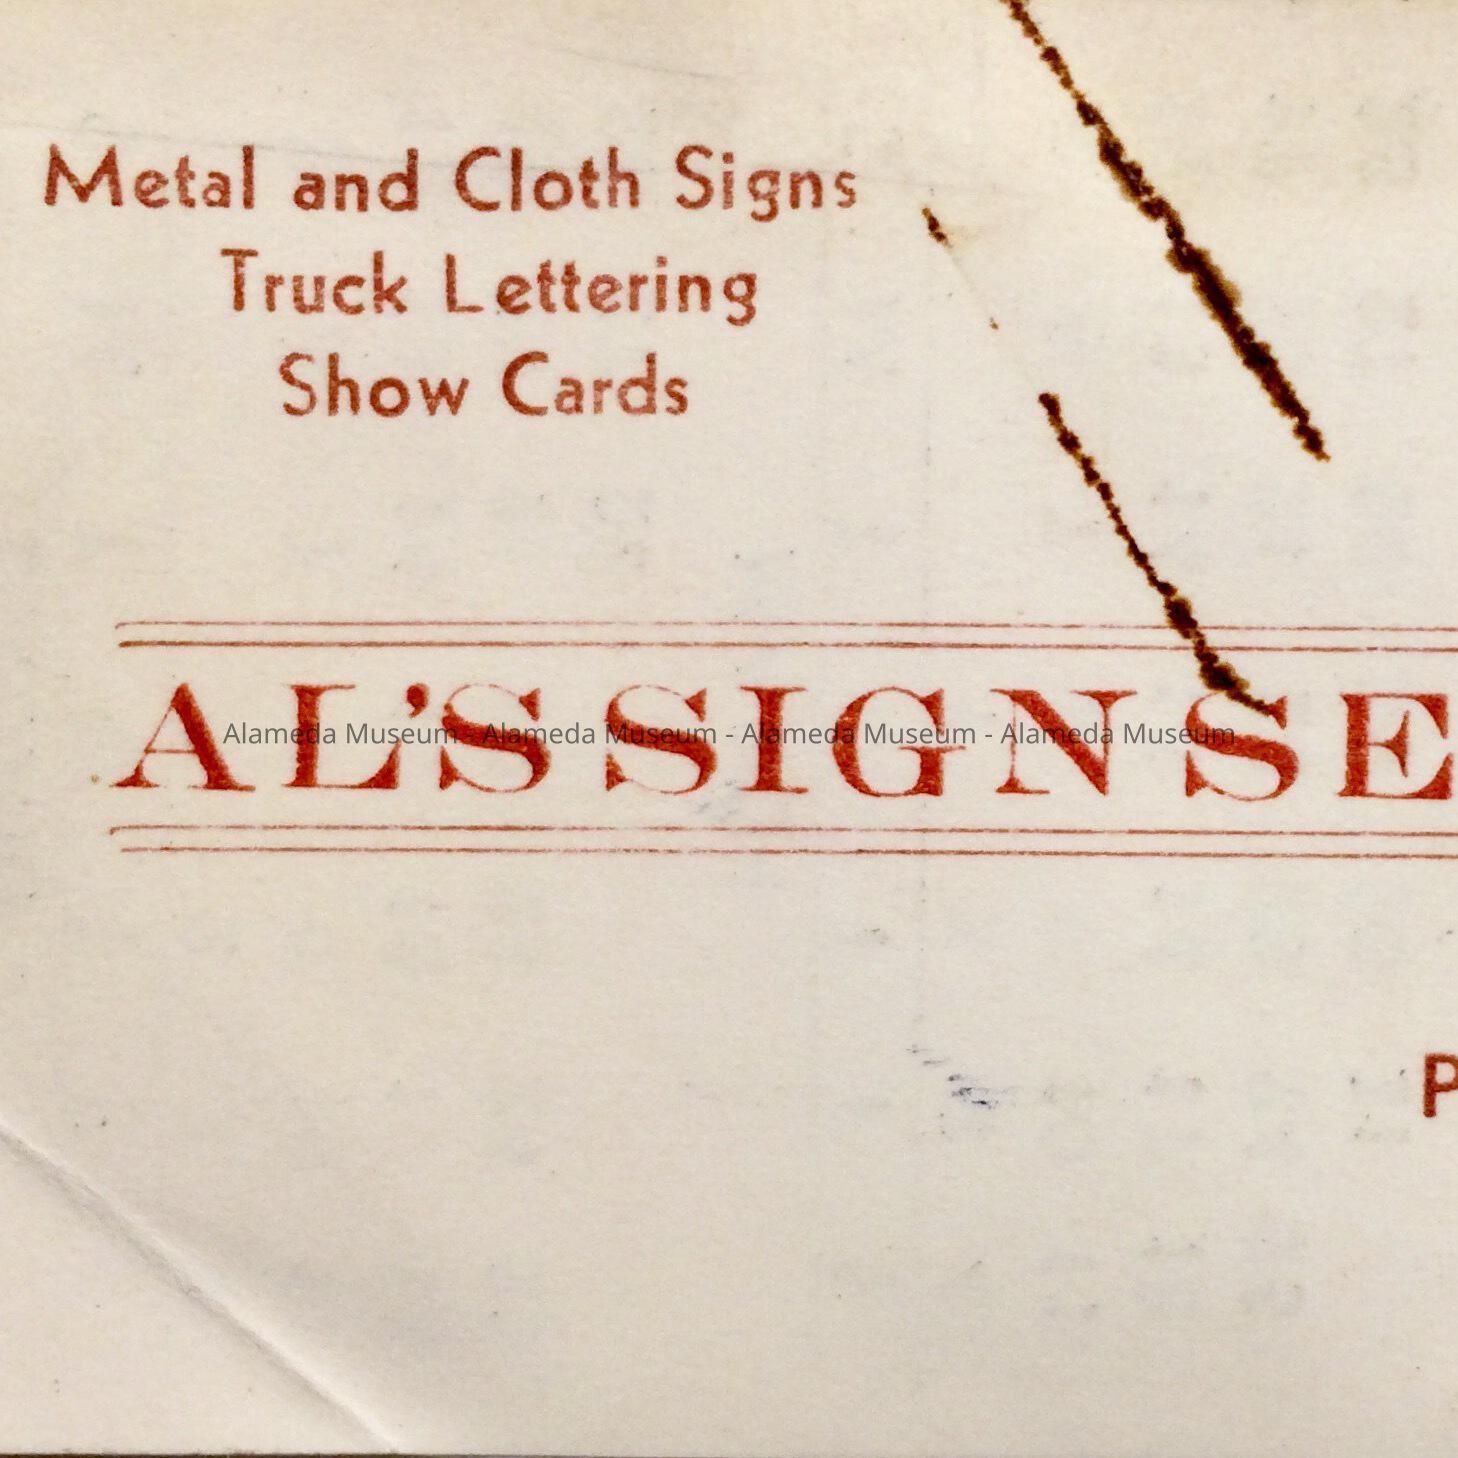 Metal and Cloth Signs
Truck Lettering
Show Cards
AL'S SIGN SE
Alameda Museum - Alameda Museum - Alameda Museum - Alameda Museum
P